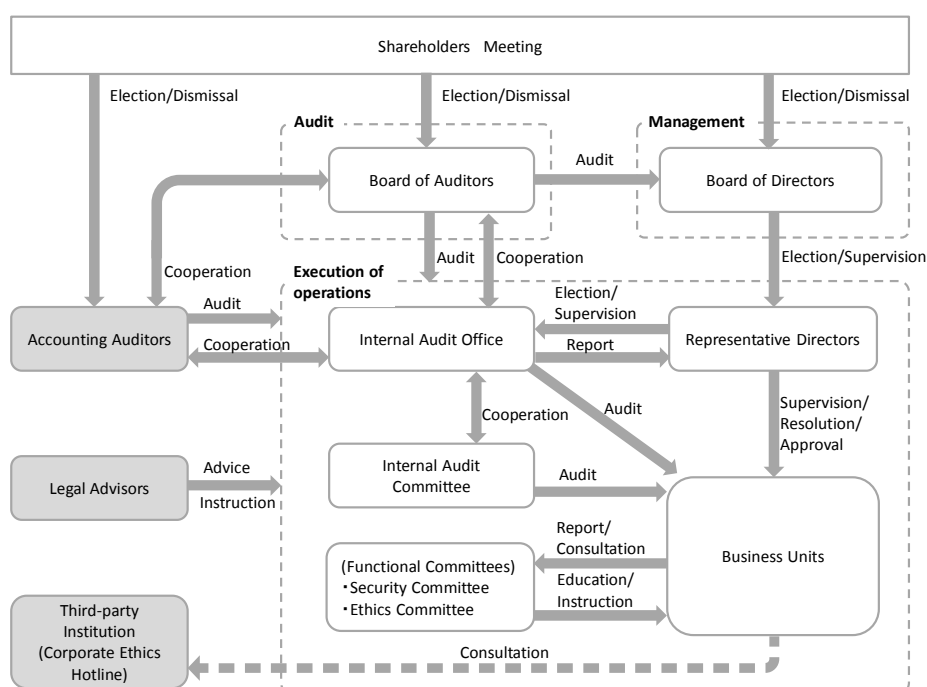 Shareholders Meeting
Election/Dismissal
Election/Dismissal
Election/Dismissal
Audit
Management
Board of Auditors
Audit
Board of Directors
Cooperation
Audit
Cooperation
Election/Supervision
Execution of
operations
Accounting Auditors
Audit
Cooperation
Internal Audit Office
Election/
Supervision
Report
Representative Directors
Cooperation
Audit
Supervision/
Resolution/
Approval
Legal Advisors
Advice
Instruction
Internal Audit
Committee
Audit
Business Units
(Functional Committees)
・Security Committee
・Ethics Committee
Report/
Consultation
Education/
Instruction
Third-party
Institution
(Corporate Ethics
Hotline)
Consultation